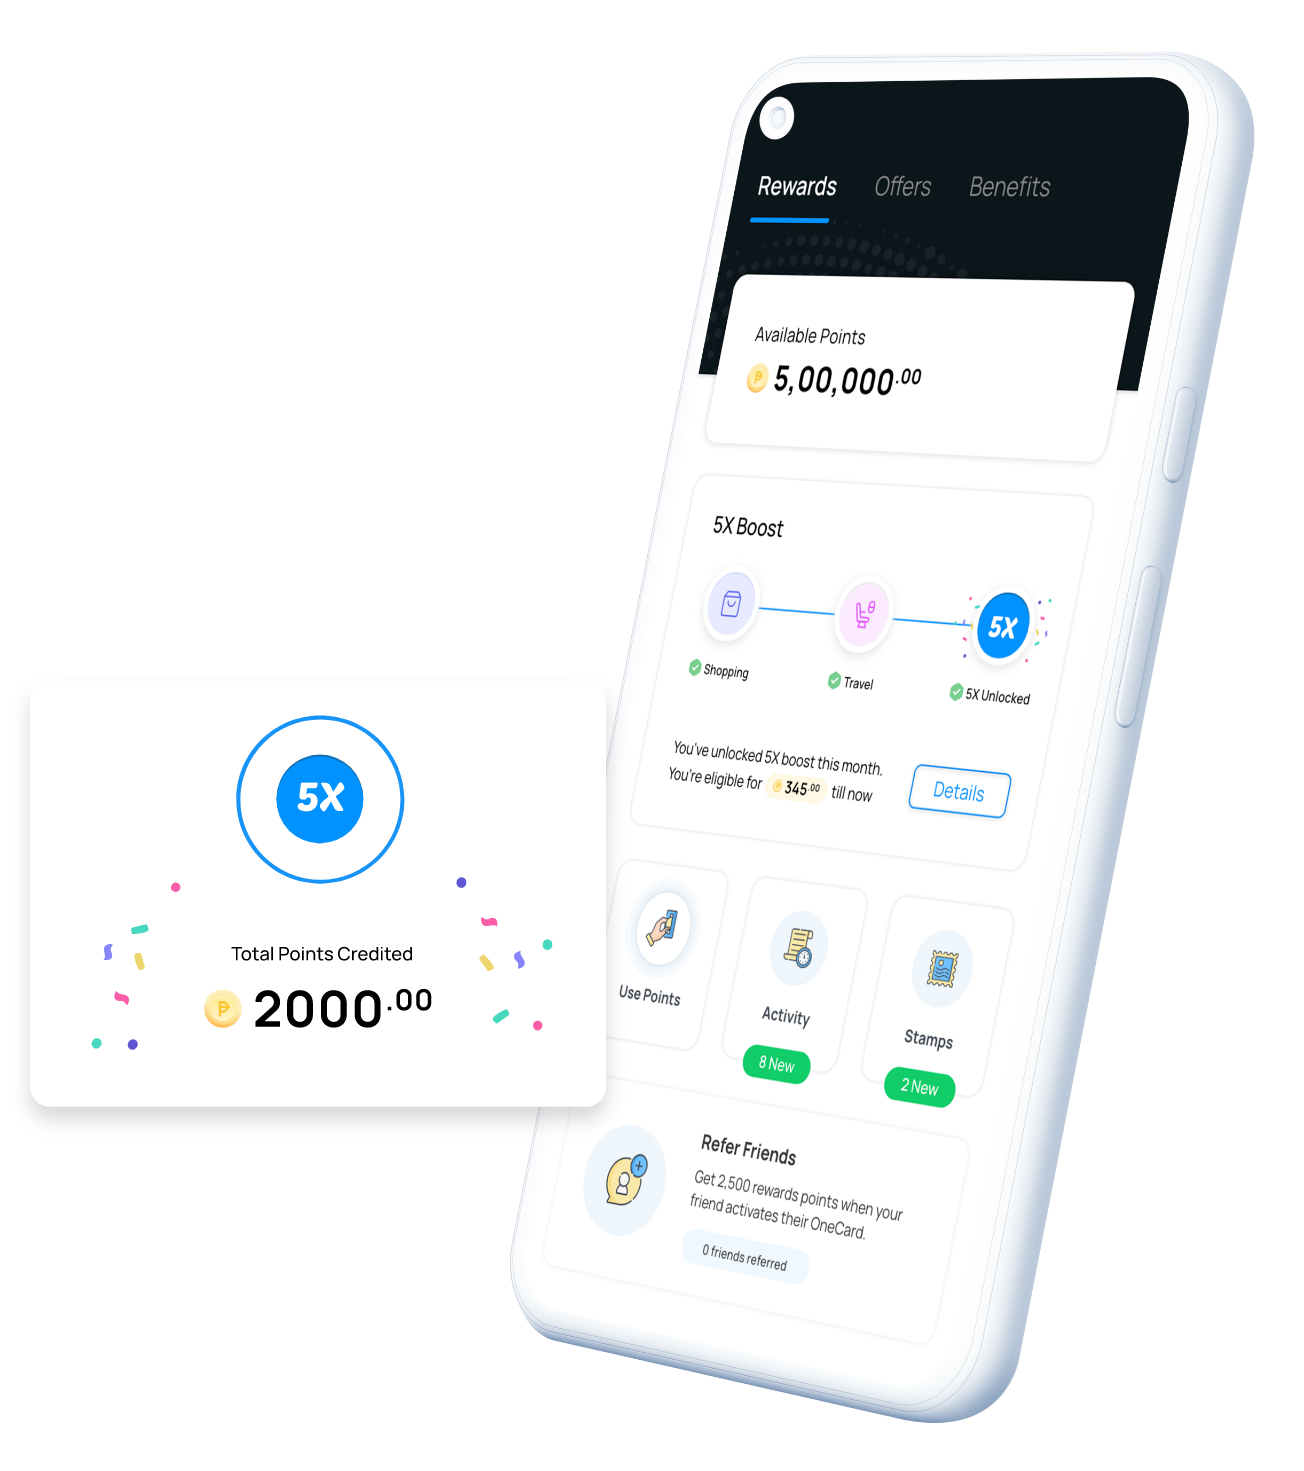 Rewards Offers Benefits
Available Points
5,00,000.00
5X Boost
5X
Shopping Travel 5X Unlocked
You've unlocked 5X boost this month.
You're eligible for 345.00 till now
Details
5X
Total Points Credited
2000.00
Use Points Activity Stamps
8 New 2 New
Refer Friends
Get 2,500 rewards points when your
friend activates their OneCard.
0 friends referred